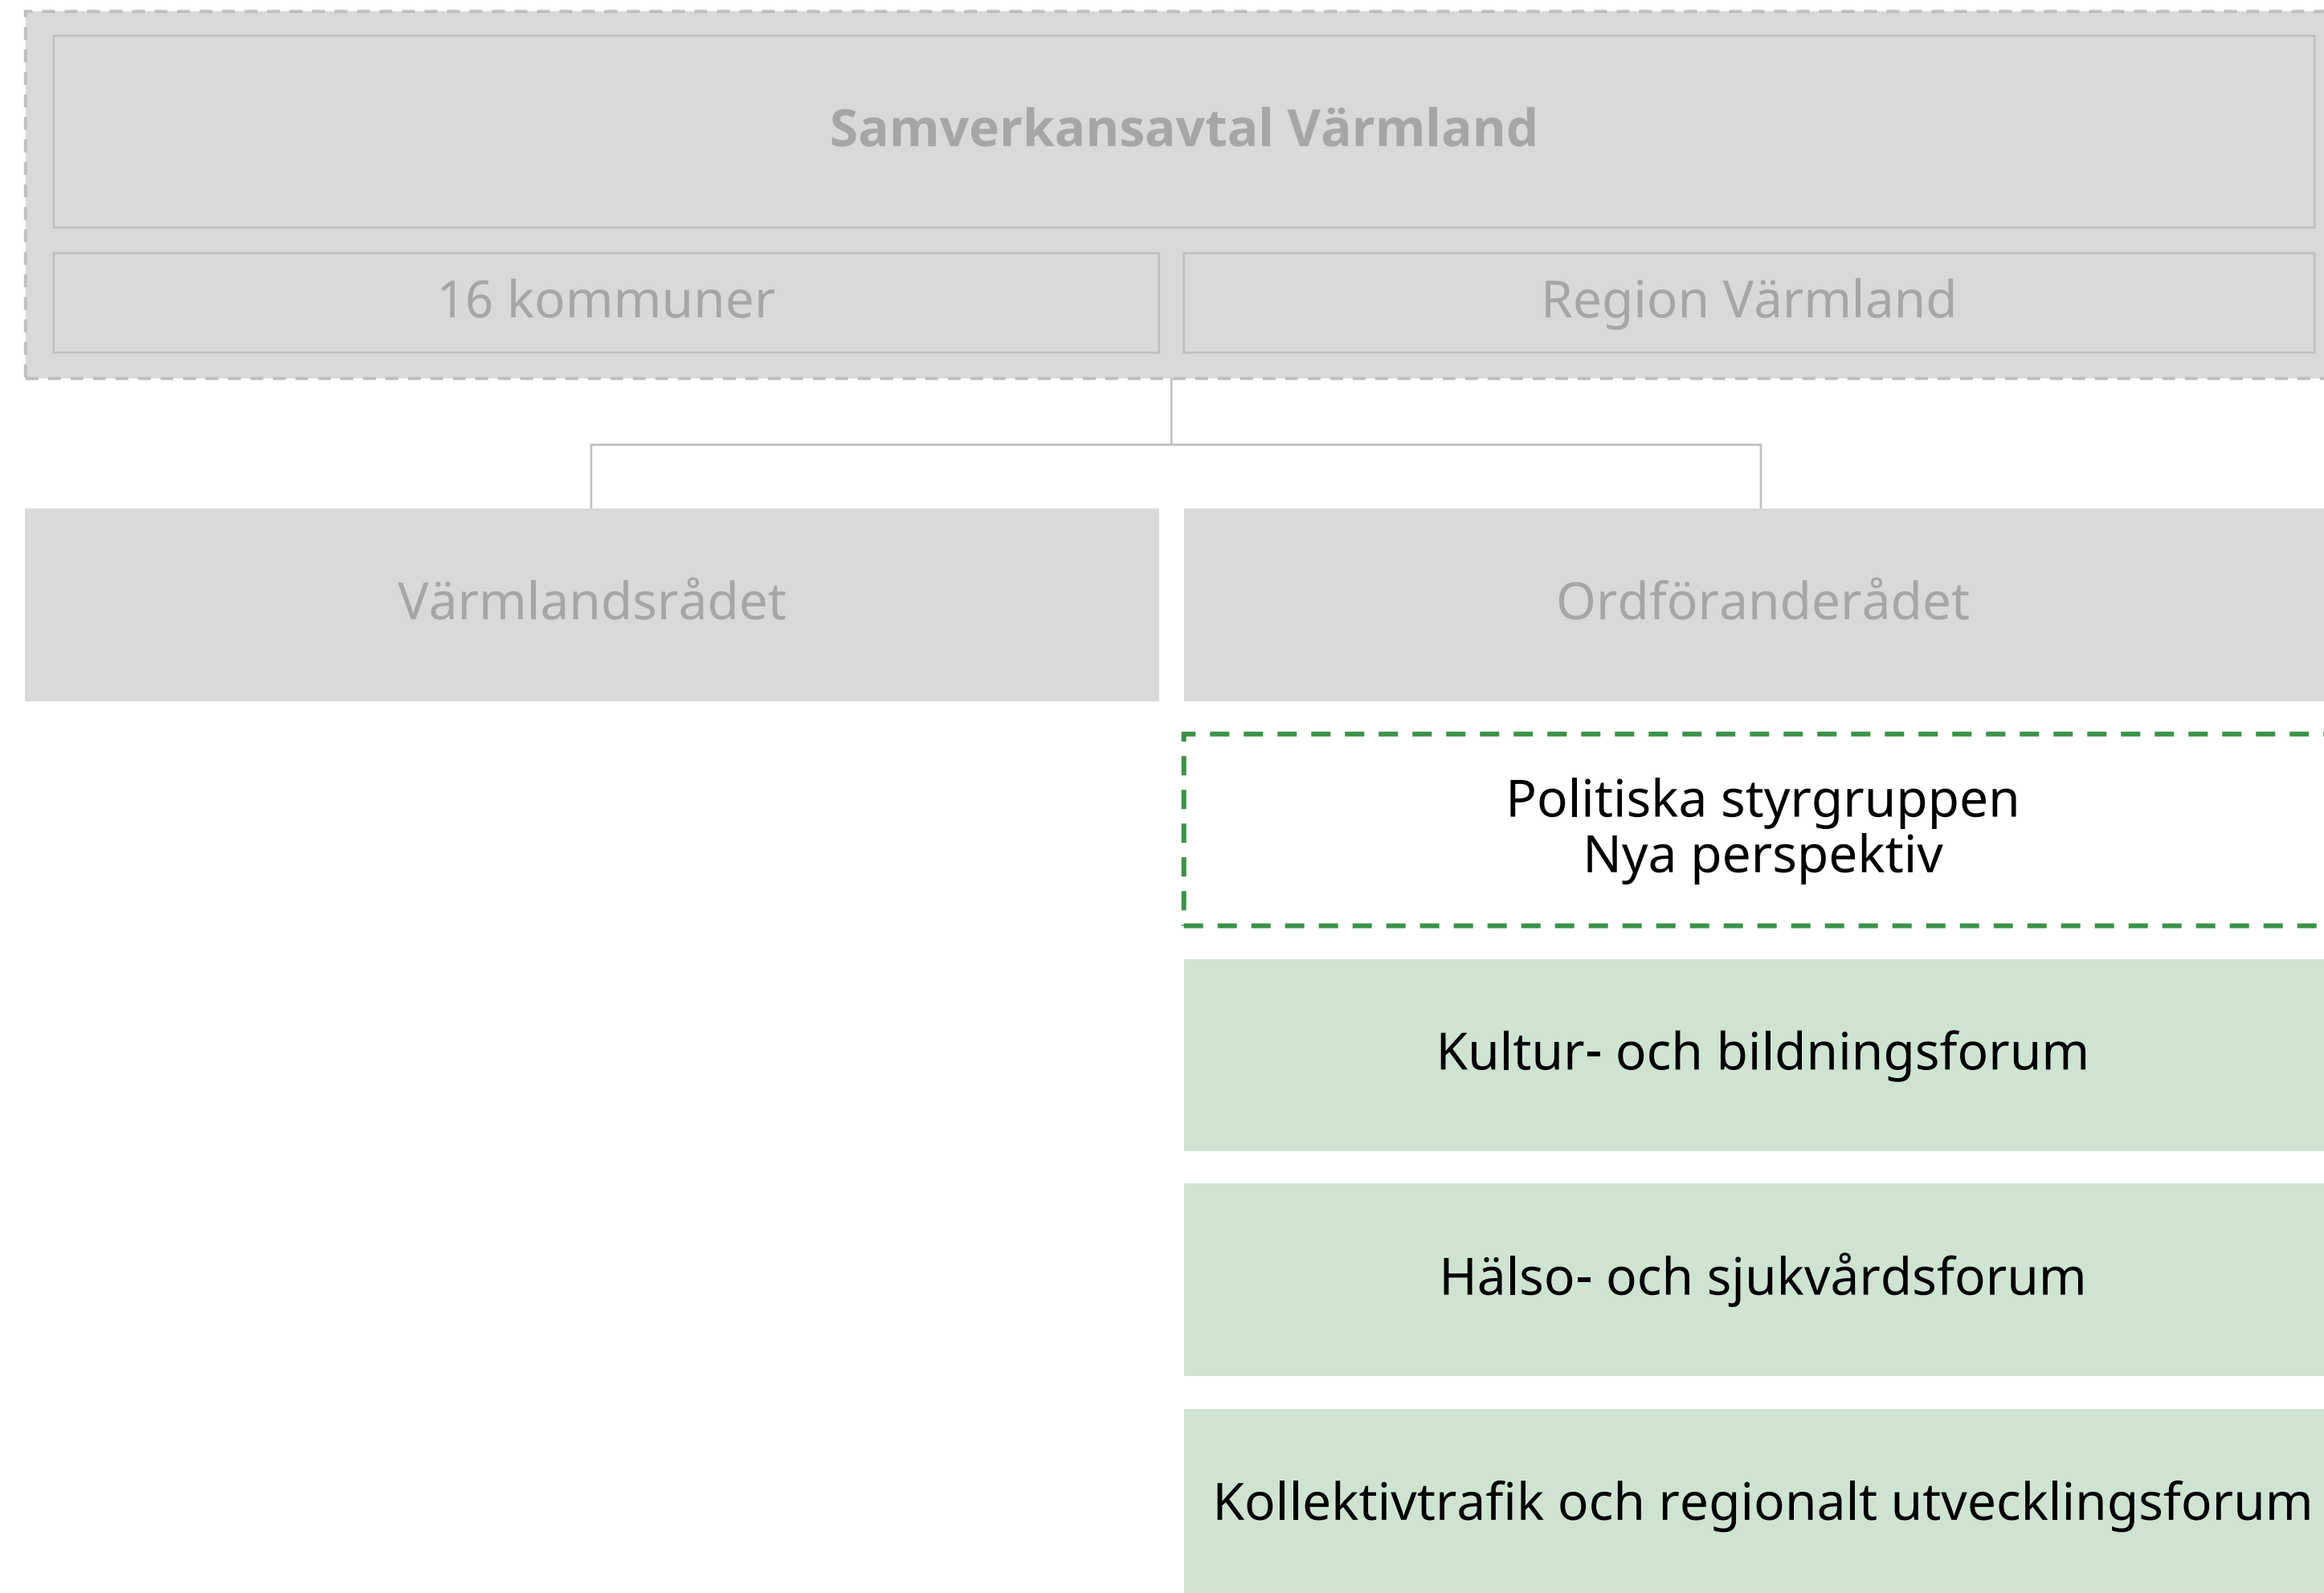 Samverkansavtal Värmland
16 kommuner
Region Värmland
Värmlandsrådet
Ordföranderådet
Politiska styrgruppen
Nya perspektiv
Kultur- och bildningsforum
Hälso- och sjukvårdsforum
Kollektivtrafik och regionalt utvecklingsforum